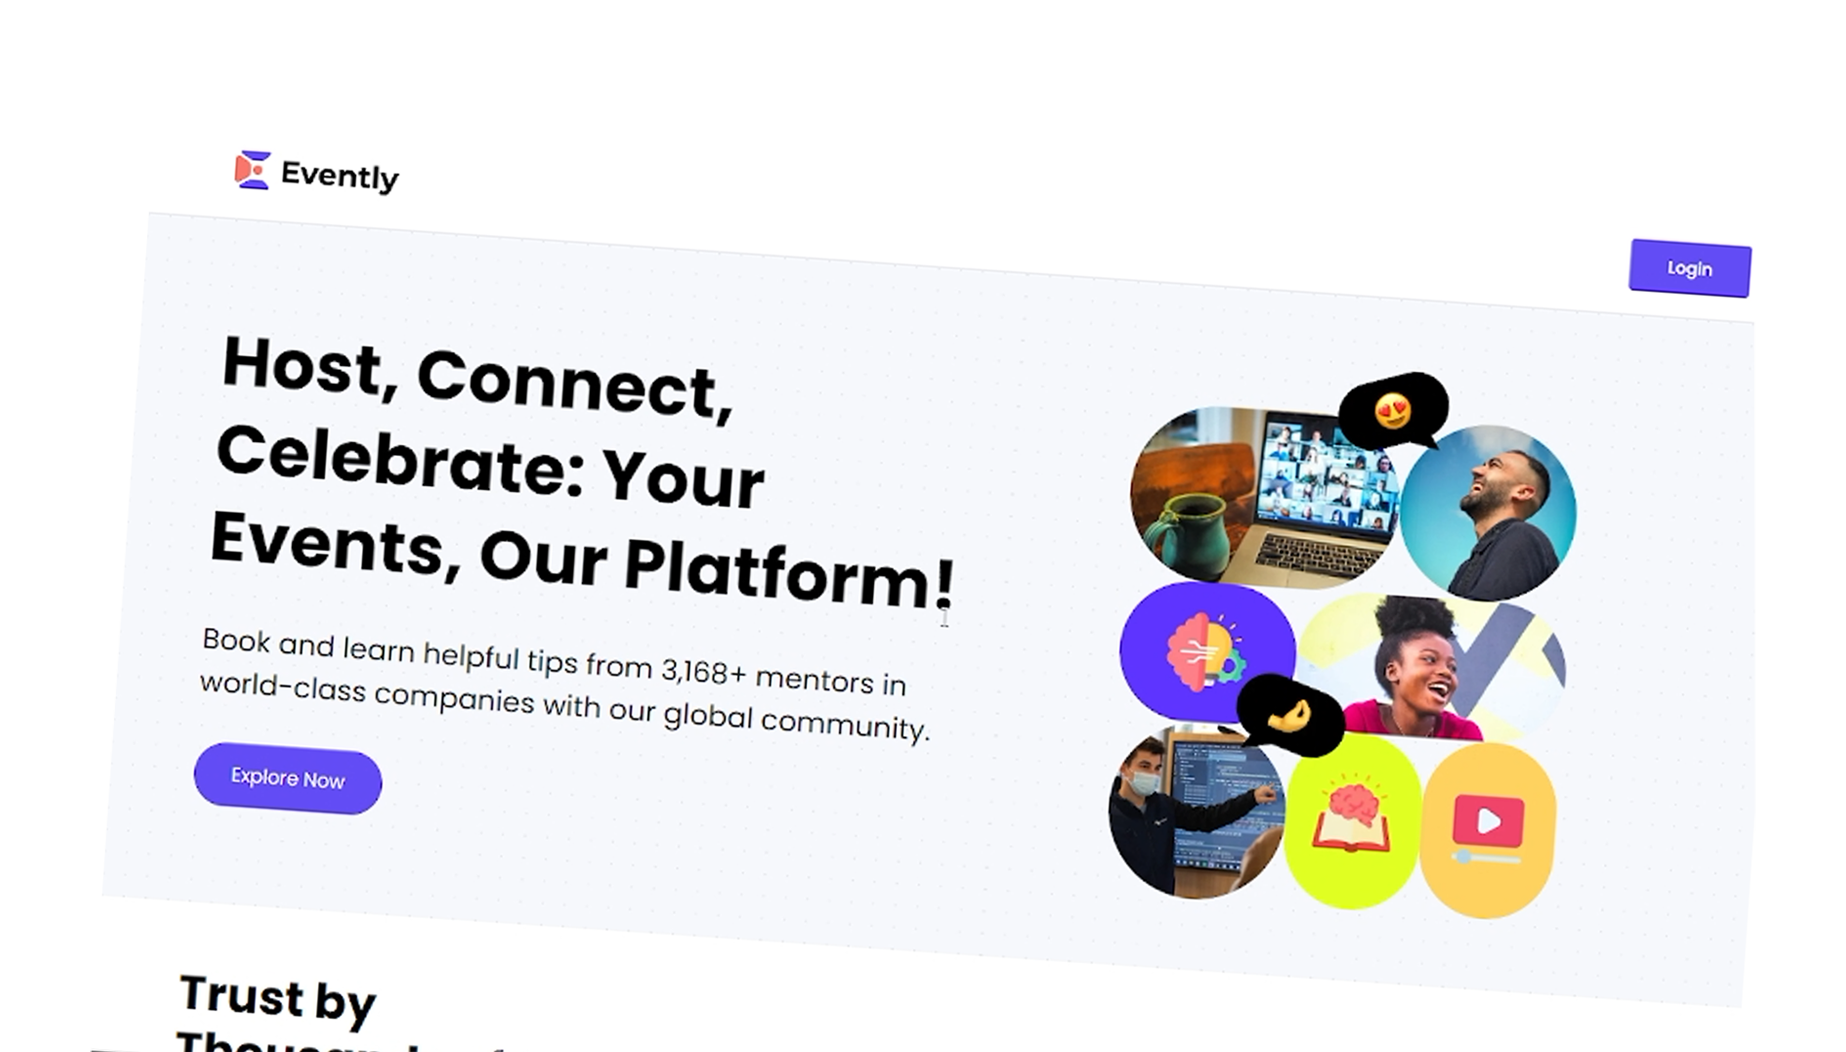 Evently
Login
Host, Connect,
Celebrate: Your
Events, Our Platform!
Book and learn helpful tips from 3,168+ mentors in
world-class companies with our global community.
Explore Now
Trust by